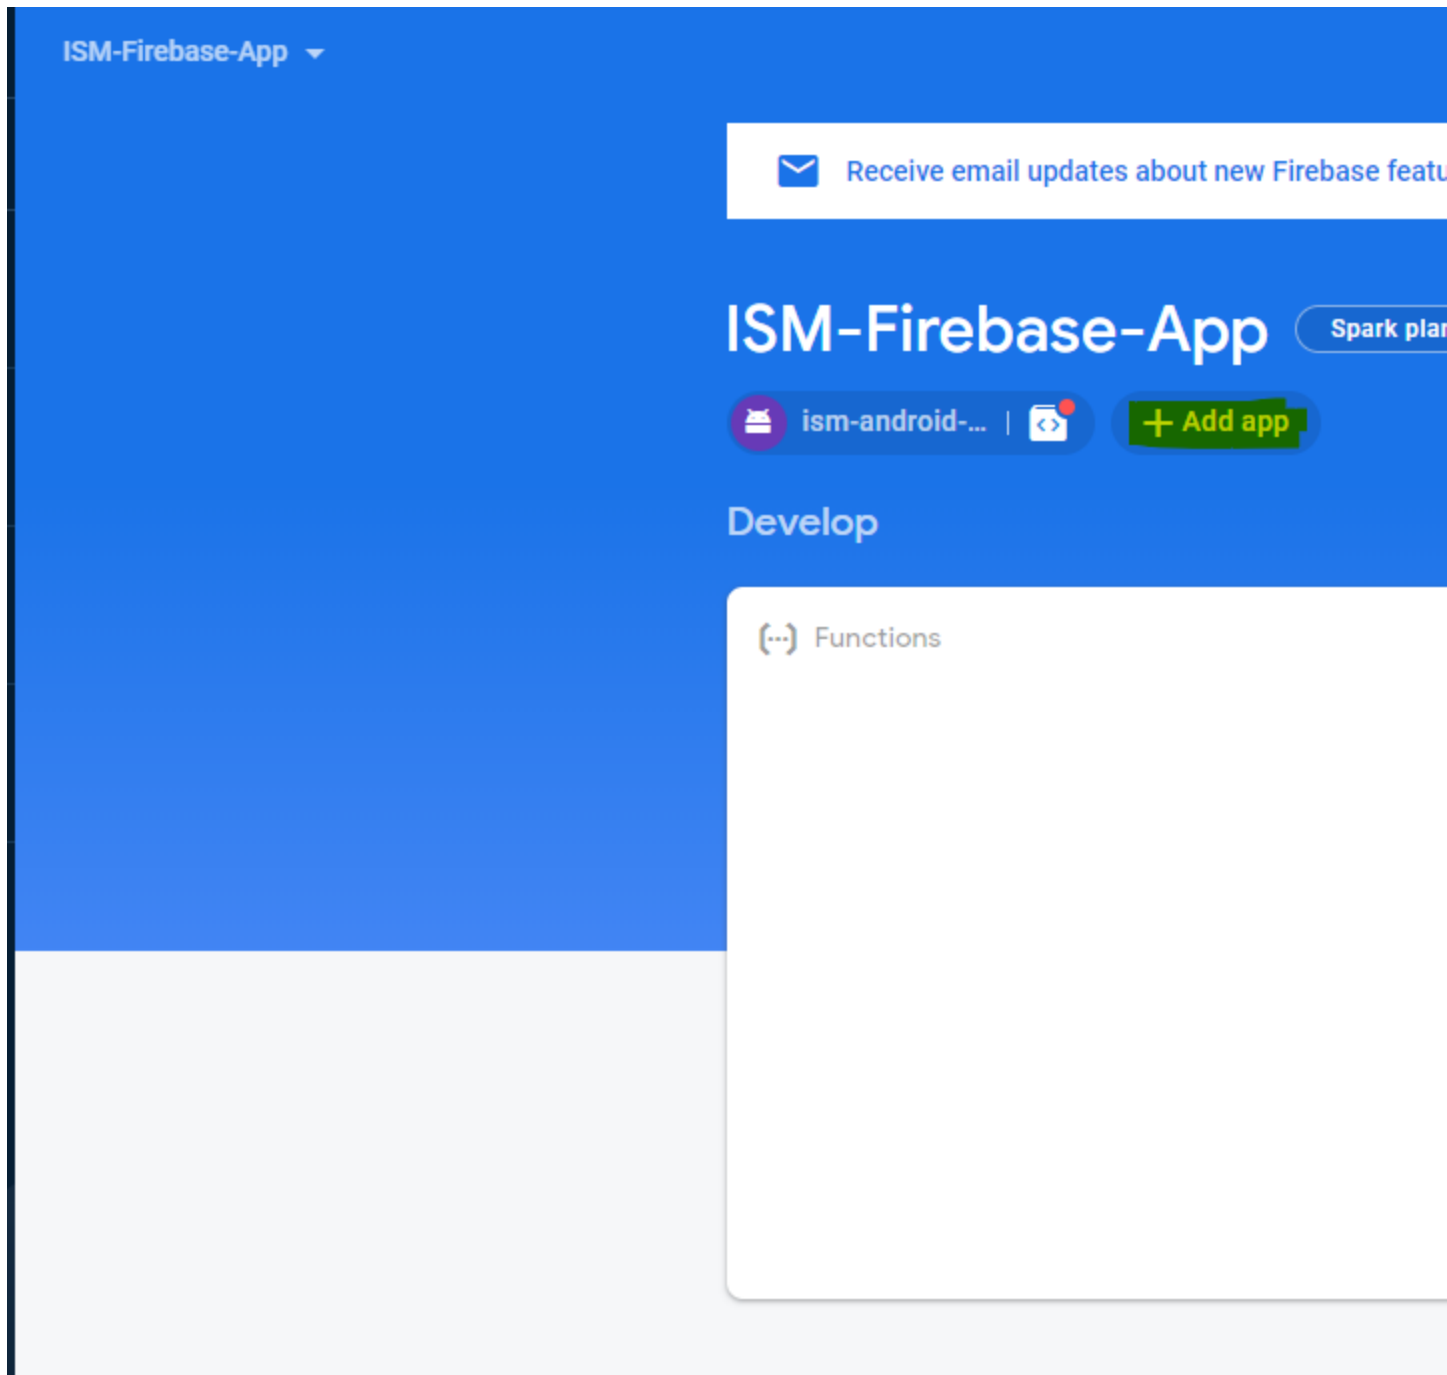 ISM-Firebase-App
Receive email updates about new Firebase featu
ISM-Firebase-App Spark plan
ism-android-... + Add app
Develop
Functions